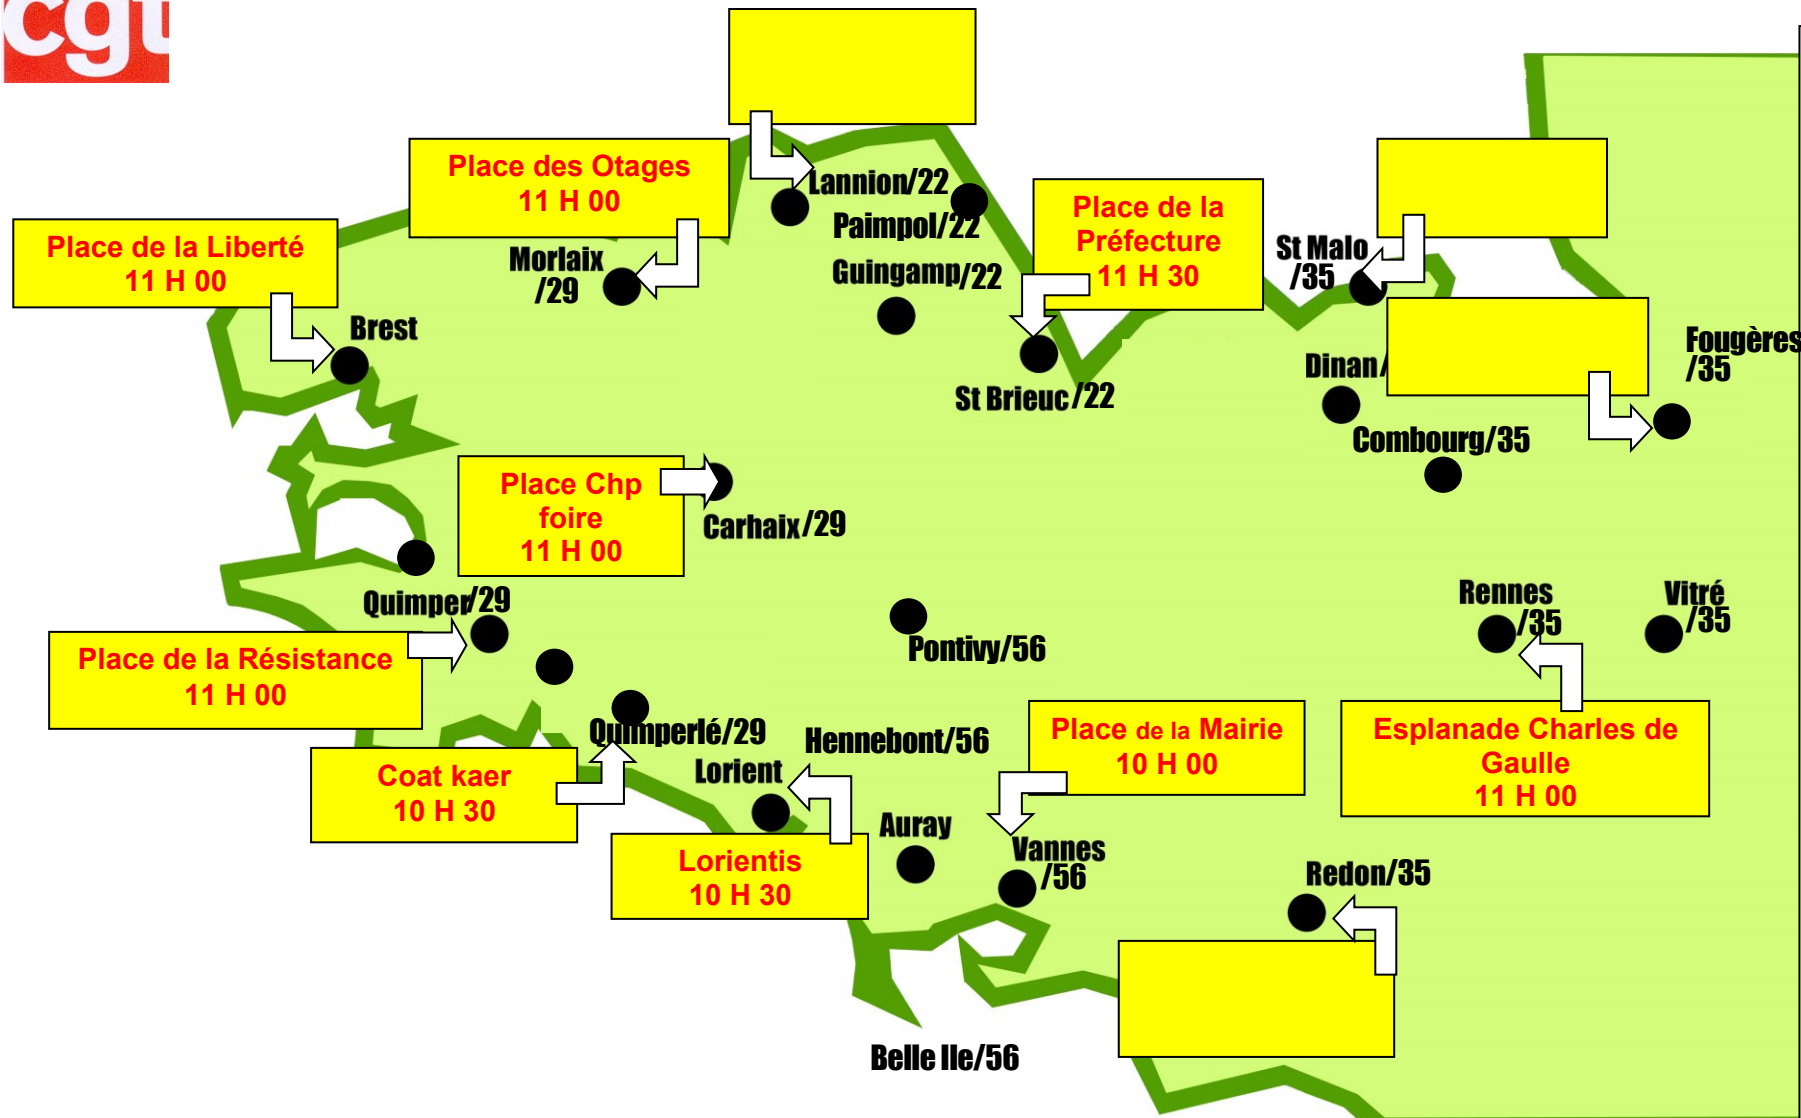 cgt
Place des Otages
11 H 00
Lannion/22
Paimpol/22
Place de la
Préfecture
11 H 30
Place de la Liberté
11 H 00
Morlaix
/29
Guingamp/22
St Malo
/35
Brest
St Brieuc/22
Dinan/
Fougères
/35
Combourg/35
Place Chp
foire
11 H 00
Carhaix/29
Quimper/29
Place de la Résistance
11 H 00
Pontivy/56
Rennes
/35
Vitré
/35
Quimperlé/29
Coat kaer
10 H 30
Lorient
Hennebont/56
Place de la Mairie
10 H 00
Esplanade Charles de
Gaulle
11 H 00
Lorientis
10 H 30
Auray
Vannes
/56
Redon/35
Belle Ile/56